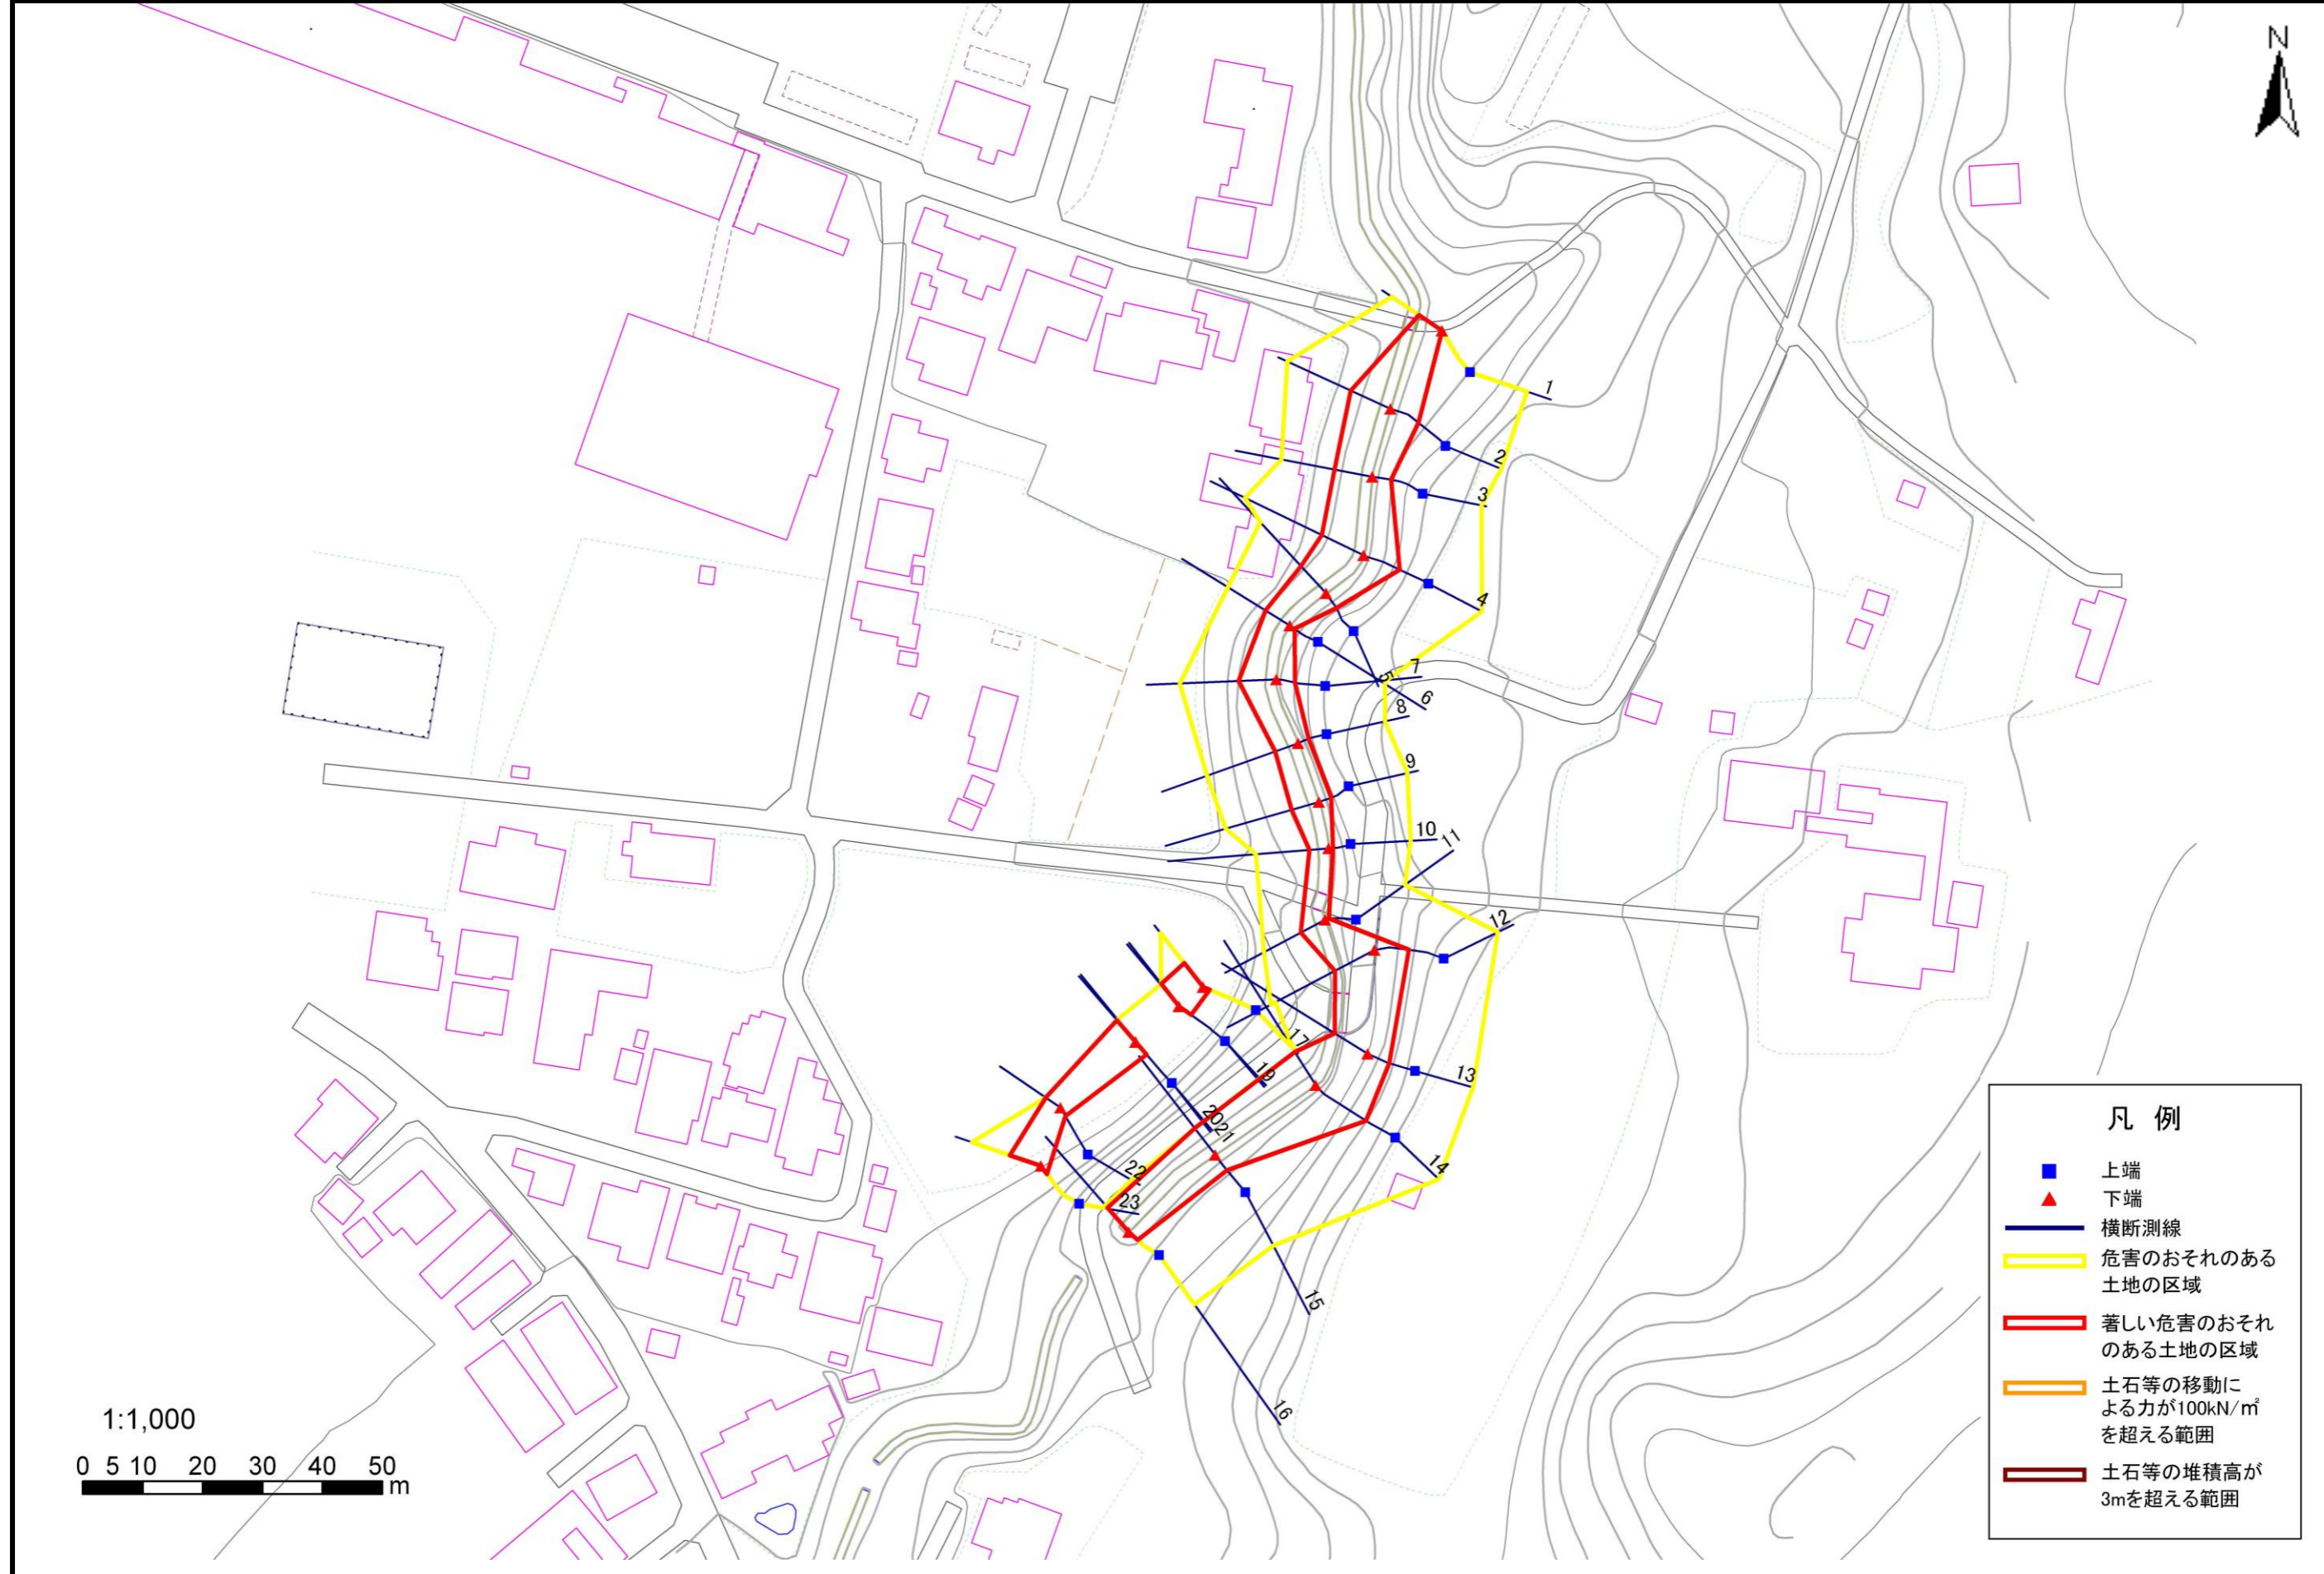 N
1
2
3
4
5
7
6
8
9
10
11
12
17
13
19
2021
14
22
23
15
16
1:1,000
0 5 10 20 30 40 50
m
凡 例
上端
下端
横断測線
危害のおそれのある
土地の区域
著しい危害のおそれ
のある土地の区域
土石等の移動に
よる力が100kN/㎡
を超える範囲
土石等の堆積高が
3mを超える範囲